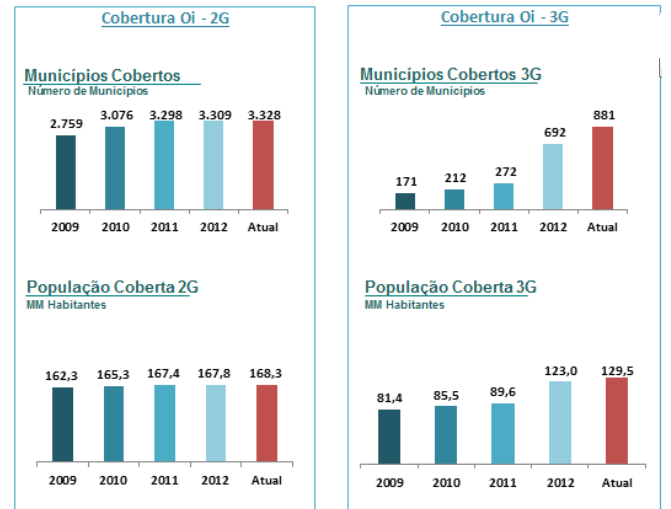 Cobertura Oi - 2G
Municípios Cobertos
Número de Municipios
2.759 3.076 3.298 3.309 3.328
2009 2010 2011 2012 Atual
População Coberta 2G
MM Habitantes
162,3 165,3 167,4 167,8 168,3
2009 2010 2011 2012 Atual
Cobertura Oi - 3G
Municípios Cobertos 3G
Número de Municipios
171 212 272 692 881
2009 2010 2011 2012 Atual
População Coberta 3G
MM Habitantes
81,4 85,5 89,6 123,0 129,5
2009 2010 2011 2012 Atual